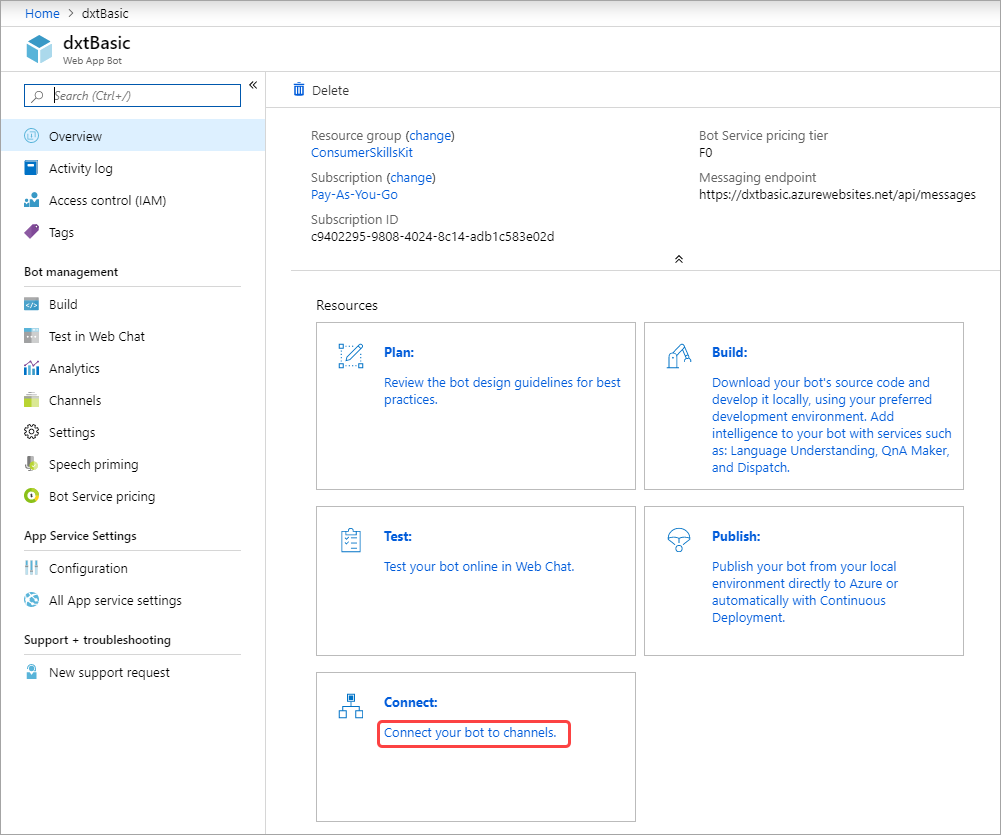 Home > dxtBasic
dxtBasic
Web App Bot
Search (Ctrl+/)
«
Overview
Activity log
Access control (IAM)
Tags
Bot management
Build
Test in Web Chat
Analytics
Channels
Settings
Speech priming
Bot Service pricing
App Service Settings
Configuration
All App service settings
Support + troubleshooting
New support request
Delete
Resource group (change)
ConsumerSkillsKit
Subscription (change)
Pay-As-You-Go
Subscription ID
c9402295-9808-4024-8c14-adb1c583e02d
Bot Service pricing tier
F0
Messaging endpoint
https://dxtbasic.azurewebsites.net/api/messages
Resources
Plan:
Review the bot design guidelines for best
practices.
Build:
Download your bot's source code and
develop it locally, using your preferred
development environment. Add
intelligence to your bot with services such
as: Language Understanding, QnA Maker,
and Dispatch.
Test:
Test your bot online in Web Chat.
Publish:
Publish your bot from your local
environment directly to Azure or
automatically with Continuous
Deployment.
Connect:
Connect your bot to channels.